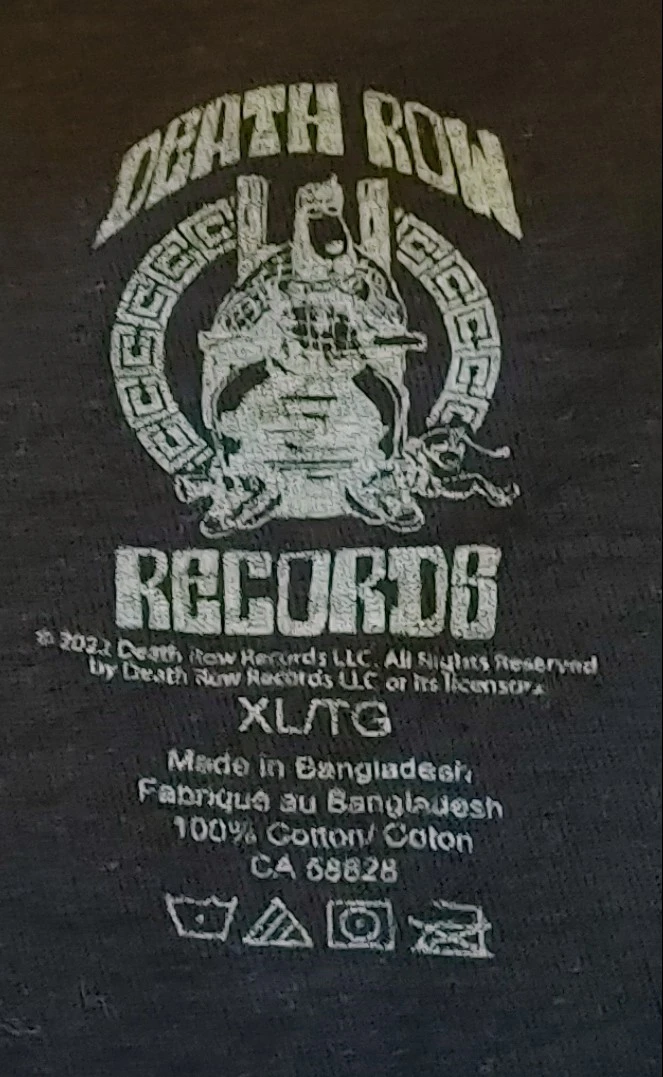 DEATH ROW
RECORDS
© Death Row Records LLC. All Rights Reserved
by Death Row Records LLC or its licensors.
XL/TG
Made in Bangladesh
Fabriqué au Bangladesh
100% Cotton/ Coton
CA